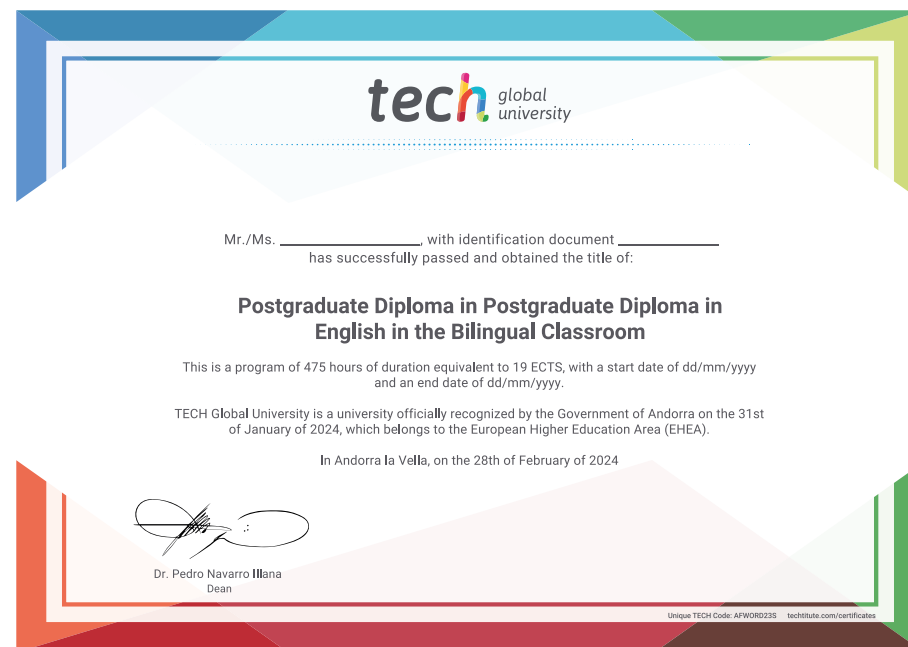 tech global university
Mr./Ms. ____________________, with identification document ______________
has successfully passed and obtained the title of:
Postgraduate Diploma in Postgraduate Diploma in
English in the Bilingual Classroom
This is a program of 475 hours of duration equivalent to 19 ECTS, with a start date of dd/mm/yyyy
and an end date of dd/mm/yyyy.
TECH Global University is a university officially recognized by the Government of Andorra on the 31st
of January of 2024, which belongs to the European Higher Education Area (EHEA).
In Andorra la Vella, on the 28th of February of 2024
Dr. Pedro Navarro Illana
Dean
Unique TECH Code: AFWORD23S techtitute.com/certificates